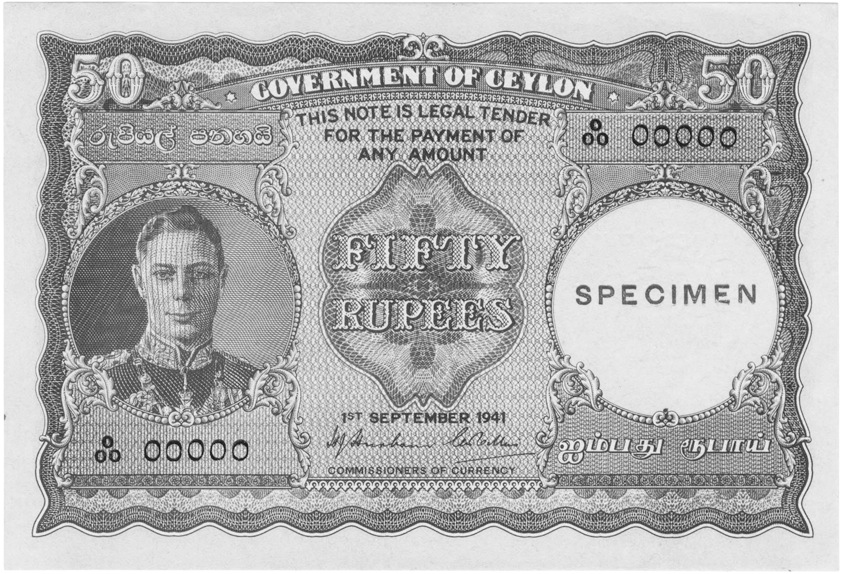 50 GOVERNMENT OF CEYLON 50
THIS NOTE IS LEGAL TENDER
FOR THE PAYMENT OF
ANY AMOUNT
රුපියල් පනහයි
00000
FIFTY
RUPEES
SPECIMEN
1ST SEPTEMBER 1941
00000
COMMISSIONERS OF CURRENCY
ஐம்பது ரூபாய்